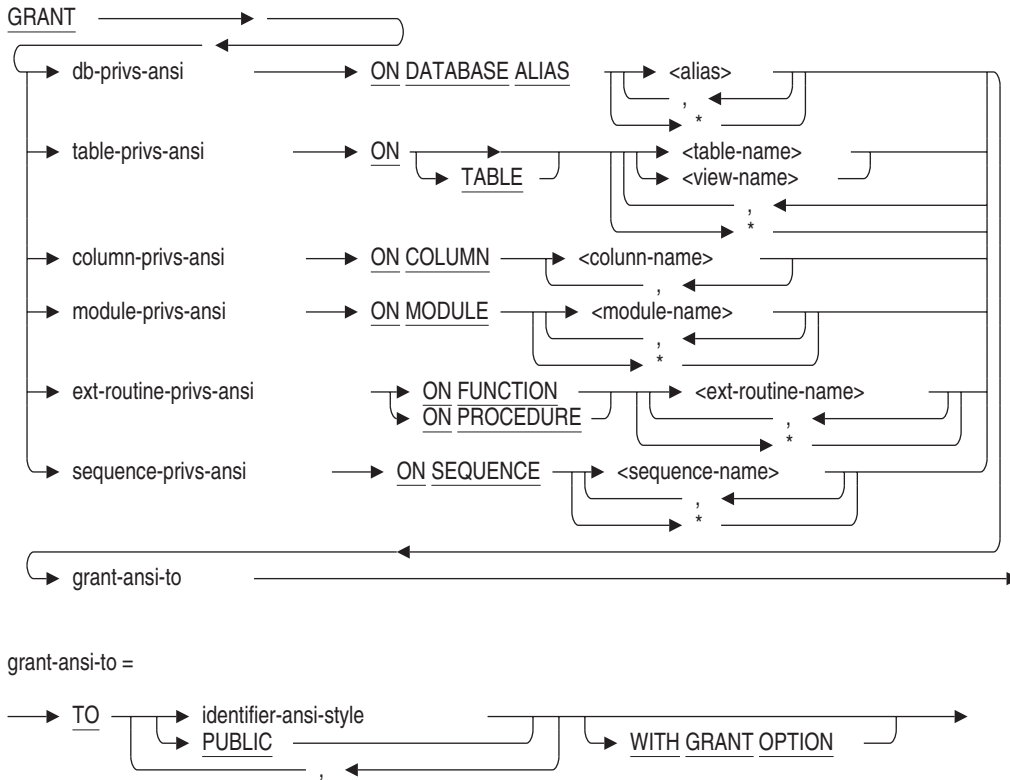 GRANT
db-privs-ansi ON DATABASE ALIAS <alias>
,
*
table-privs-ansi ON <table-name>
TABLE <view-name>
,
*
column-privs-ansi ON COLUMN <colunn-name>
,
module-privs-ansi ON MODULE <module-name>
,
*
ext-routine-privs-ansi ON FUNCTION <ext-routine-name>
ON PROCEDURE ,
*
sequence-privs-ansi ON SEQUENCE <sequence-name>
,
*
grant-ansi-to
grant-ansi-to =
TO identifier-ansi-style
PUBLIC WITH GRANT OPTION
,